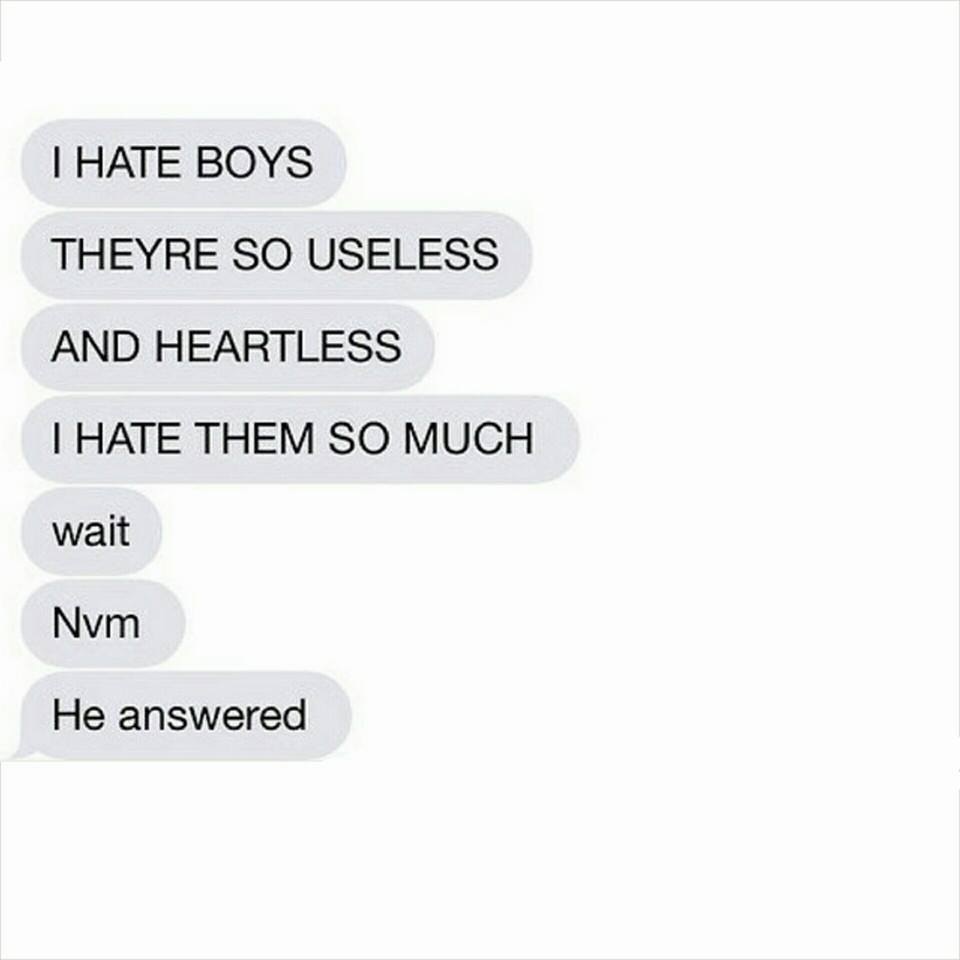 I HATE BOYS
THEYRE SO USELESS
AND HEARTLESS
I HATE THEM SO MUCH
wait
Nvm
He answered